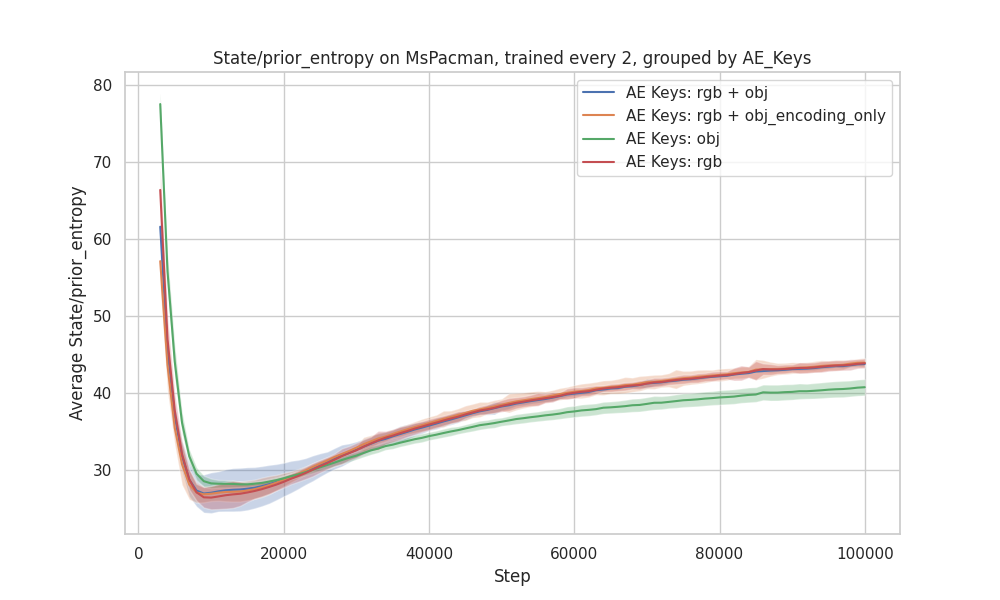 State/prior_entropy on MsPacman, trained every 2, grouped by AE_Keys
AE Keys: rgb + obj
AE Keys: rgb + obj_encoding_only
AE Keys: obj
AE Keys: rgb
Average State/prior_entropy
80
70
60
50
40
30
0
20000
40000
60000
80000
100000
Step